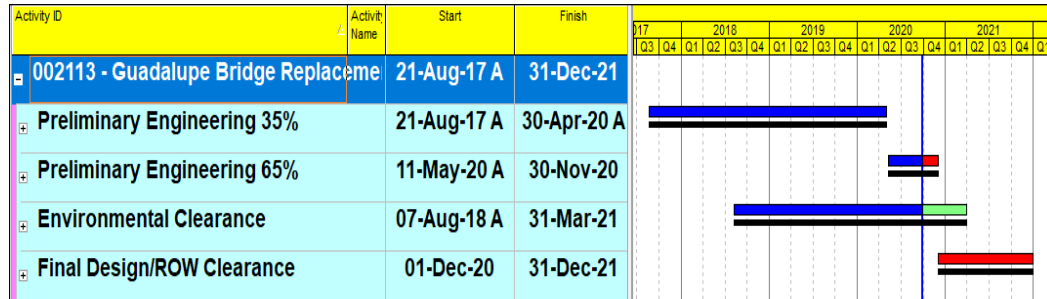 Activity ID Activity Name Start Finish
017 2018 2019 2020 2021
Q3 Q4 Q1 Q2 Q3 Q4 Q1 Q2 Q3 Q4 Q1 Q2 Q3 Q4 Q1 Q2 Q3 Q4 Q1
002113 - Guadalupe Bridge Replaceme 21-Aug-17 A 31-Dec-21
Preliminary Engineering 35% 21-Aug-17 A 30-Apr-20 A
Preliminary Engineering 65% 11-May-20 A 30-Nov-20
Environmental Clearance 07-Aug-18 A 31-Mar-21
Final Design/ROW Clearance 01-Dec-20 31-Dec-21